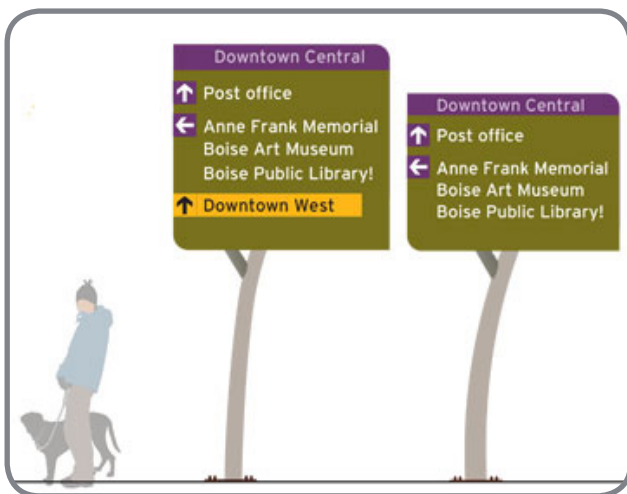 Downtown Central
Post office
Anne Frank Memorial
Boise Art Museum
Boise Public Library!
Downtown West
Downtown Central
Post office
Anne Frank Memorial
Boise Art Museum
Boise Public Library!